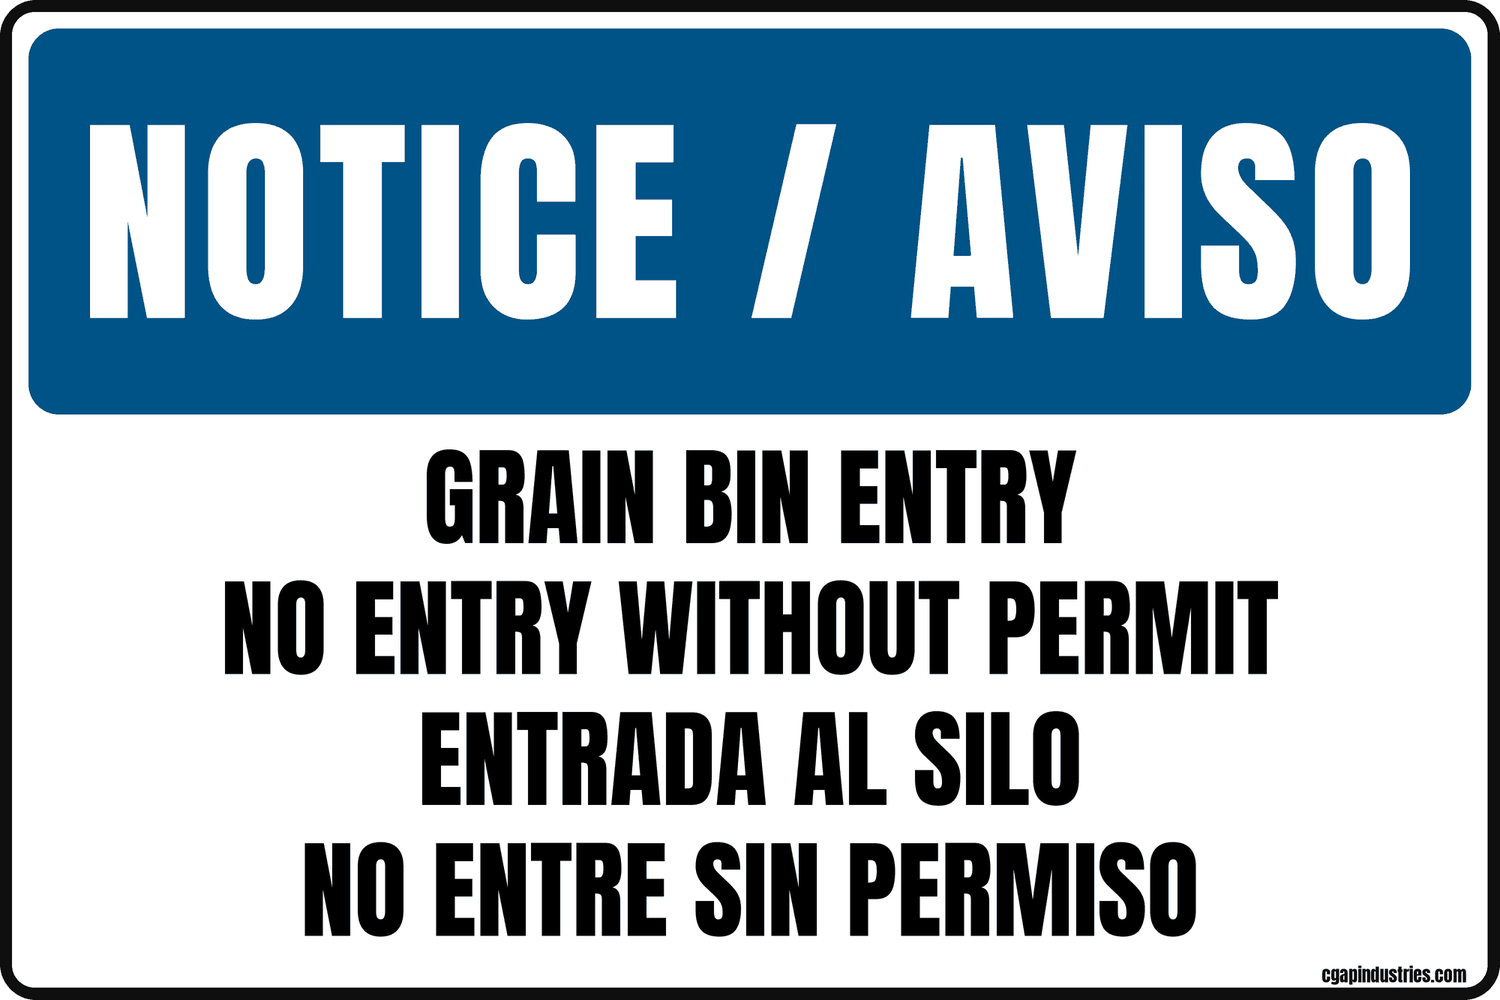 NOTICE / AVISO
GRAIN BIN ENTRY
NO ENTRY WITHOUT PERMIT
ENTRADA AL SILO
NO ENTRE SIN PERMISO
cgapindustries.com